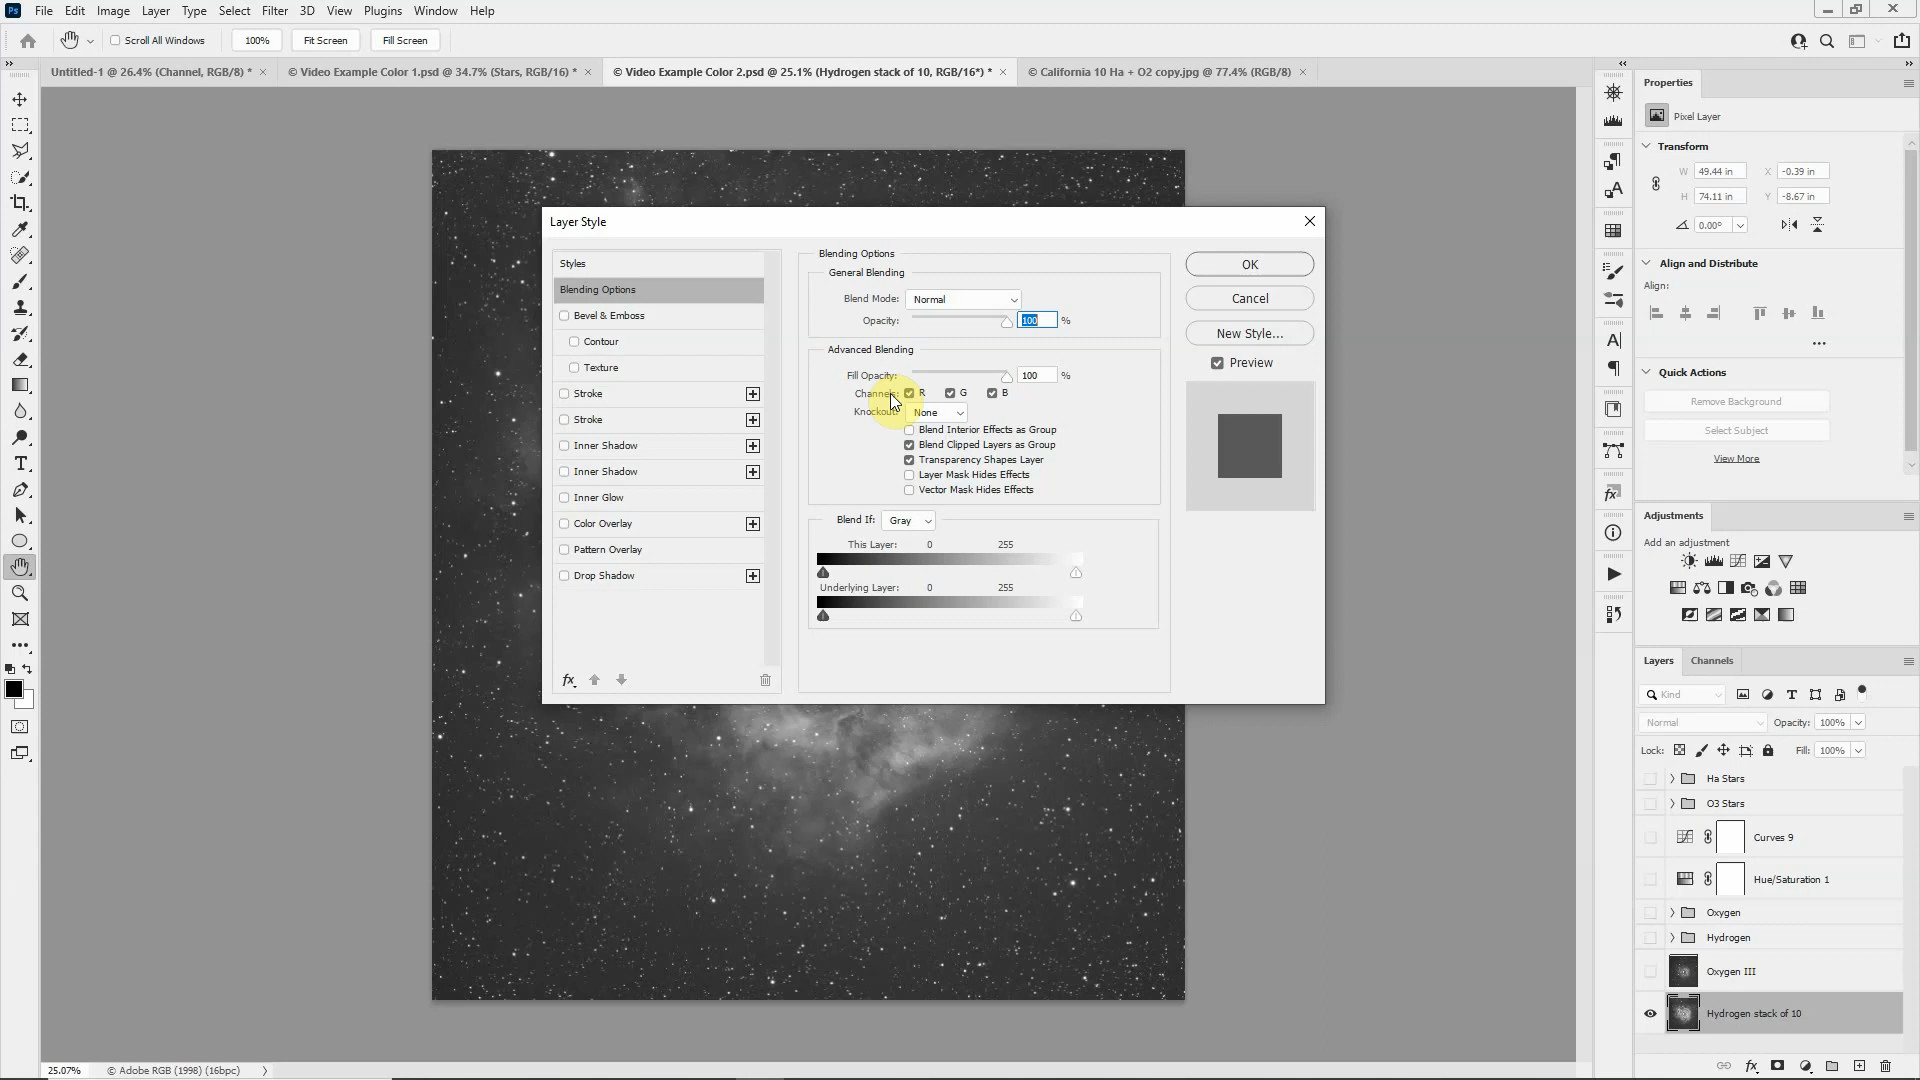 Ps File Edit Image Layer Type Select Filter 3D View Plugins Window Help
Scroll All Windows 100% Fit Screen Fill Screen
Untitled-1 @ 26.4% (Channel, RGB/8) * × © Video Example Color 1.psd @ 34.7% (Stars, RGB/16) * × © Video Example Color 2.psd @ 25.1% (Hydrogen stack of 10, RGB/16*) * × © California 10 Ha + O2 copy.jpg @ 77.4% (RGB/8) ×
Layer Style
Styles
Blending Options
Bevel & Emboss
Contour
Texture
Stroke
Stroke
Inner Shadow
Inner Shadow
Inner Glow
Color Overlay
Pattern Overlay
Drop Shadow
fx
Blending Options
General Blending
Blend Mode: Normal
Opacity: 100 %
Advanced Blending
Fill Opacity: 100 %
Channels: R G B
Knockout: None
Blend Interior Effects as Group
Blend Clipped Layers as Group
Transparency Shapes Layer
Layer Mask Hides Effects
Vector Mask Hides Effects
Blend If: Gray
This Layer: 0 255
Underlying Layer: 0 255
OK
Cancel
New Style...
Preview
Properties
Pixel Layer
Transform
W 49.44 in X -0.39 in
H 74.11 in Y -8.67 in
0.00°
Align and Distribute
Align:
Quick Actions
Remove Background
Select Subject
View More
Adjustments
Add an adjustment
Layers Channels
Kind
Normal Opacity: 100%
Lock: Fill: 100%
Ha Stars
O3 Stars
Curves 9
Hue/Saturation 1
Oxygen
Hydrogen
Oxygen III
Hydrogen stack of 10
fx
25.07% © Adobe RGB (1998) (16bpc)